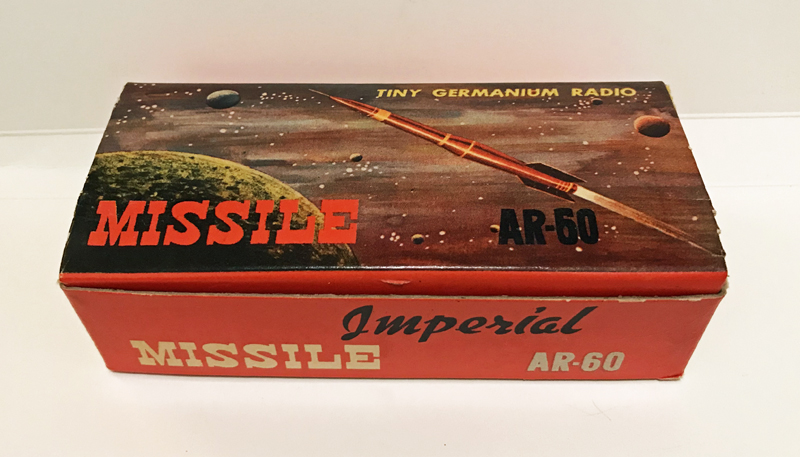 TINY GERMANIUM RADIO
MISSILE
AR-60
Imperial
MISSILE
AR-60